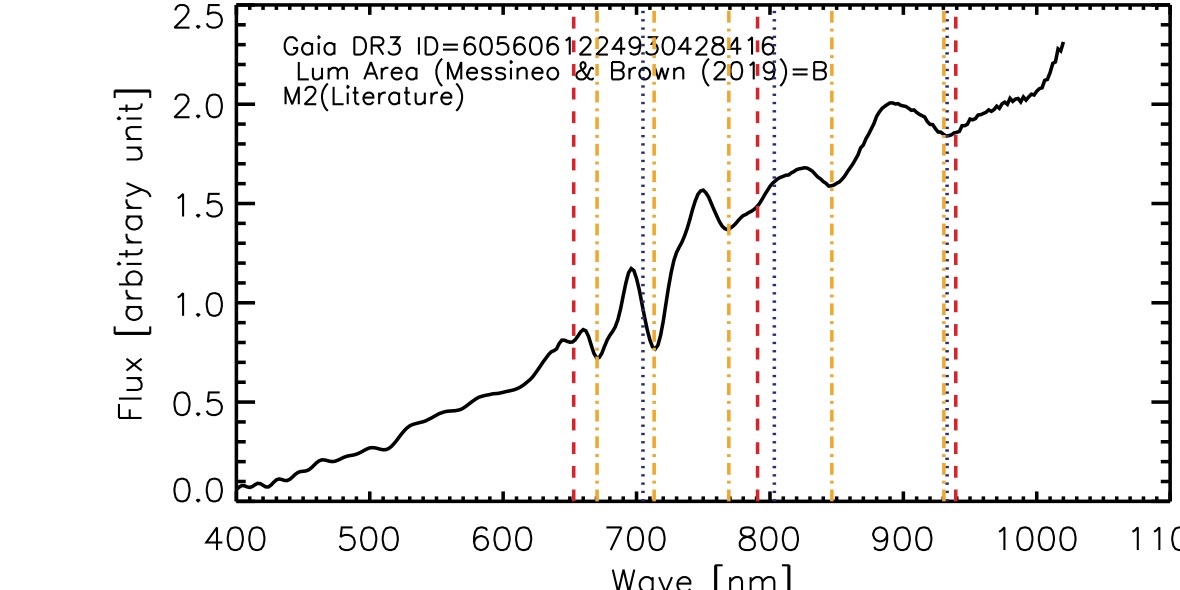 Gaia DR3 ID=6056061224930428416
Lum Area (Messineo & Brown (2019)=B
M2(Literature)
Flux [arbitrary unit]
2.5
2.0
1.5
1.0
0.5
0.0
400 500 600 700 800 900 1000 110
Wave [nm]